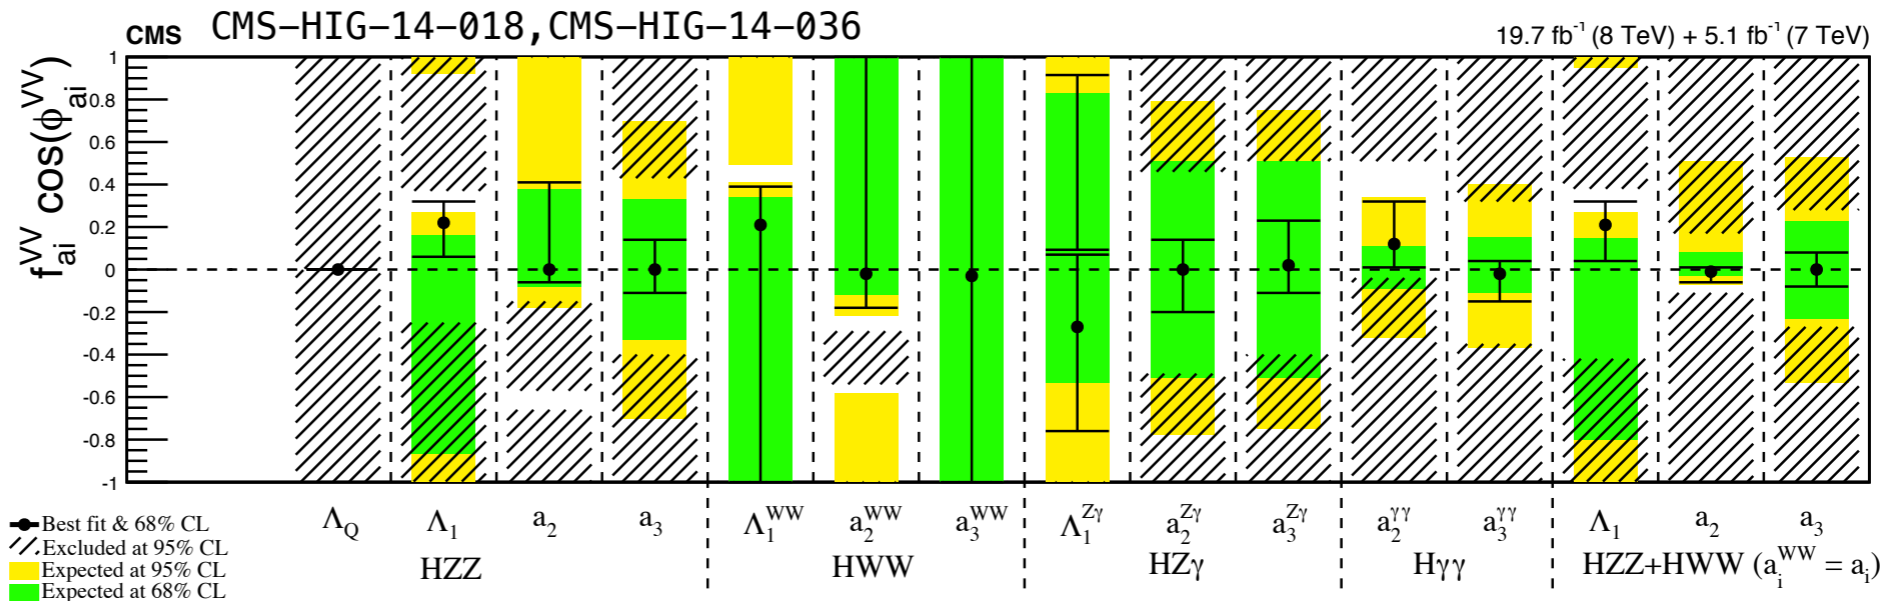 CMS CMS-HIG-14-018,CMS-HIG-14-036 19.7 fb⁻¹ (8 TeV) + 5.1 fb⁻¹ (7 TeV)
f_ai^VV cos(ϕ_ai^VV)
1
0.8
0.6
0.4
0.2
0
-0.2
-0.4
-0.6
-0.8
-1
Λ_Q Λ_1 a_2 a_3 Λ_1^WW a_2^WW a_3^WW Λ_1^Zγ a_2^Zγ a_3^Zγ a_2^γγ a_3^γγ Λ_1 a_2 a_3
HZZ HWW HZγ Hγγ HZZ+HWW (a_i^WW = a_i)
Best fit & 68% CL
Excluded at 95% CL
Expected at 95% CL
Expected at 68% CL